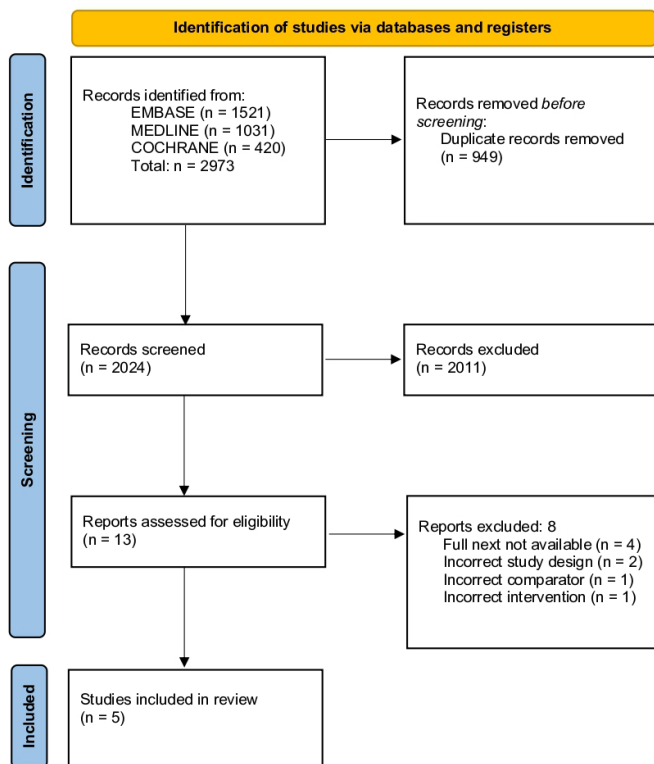 Identification of studies via databases and registers
Identification
Records identified from:
EMBASE (n = 1521)
MEDLINE (n = 1031)
COCHRANE (n = 420)
Total: n = 2973
Records removed before
screening:
Duplicate records removed
(n = 949)
Screening
Records screened
(n = 2024)
Records excluded
(n = 2011)
Reports assessed for eligibility
(n = 13)
Reports excluded: 8
Full next not available (n = 4)
Incorrect study design (n = 2)
Incorrect comparator (n = 1)
Incorrect intervention (n = 1)
Included
Studies included in review
(n = 5)